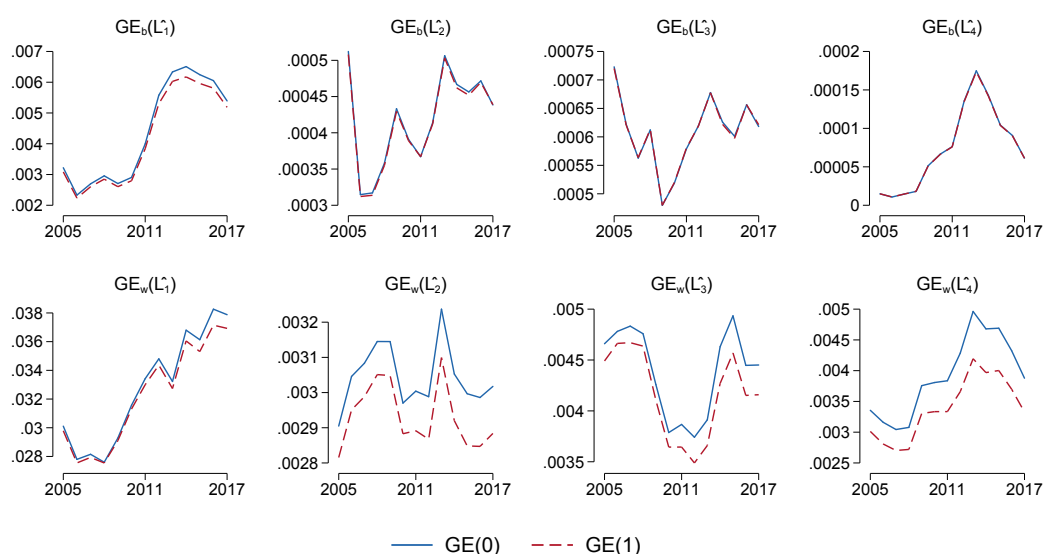 GE_b(L̂_1) GE_b(L̂_2) GE_b(L̂_3) GE_b(L̂_4)
.007 .0005 .00075 .0002
.006 .00045 .0007 .00015
.005 .0004 .00065 .0001
.004 .00035 .0006 .00005
.003 .0003 .00055 0
.002 .0005
2005 2011 2017 2005 2011 2017 2005 2011 2017 2005 2011 2017
GE_w(L̂_1) GE_w(L̂_2) GE_w(L̂_3) GE_w(L̂_4)
.038 .0032 .005 .005
.036 .0031 .0045 .0045
.034 .003 .004 .004
.032 .0029 .0035 .0035
.03 .0028 .003
.028 .0025
2005 2011 2017 2005 2011 2017 2005 2011 2017 2005 2011 2017
GE(0) GE(1)